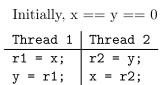 Initially, x == y == 0
Thread 1 Thread 2
r1 = x; r2 = y;
y = r1; x = r2;